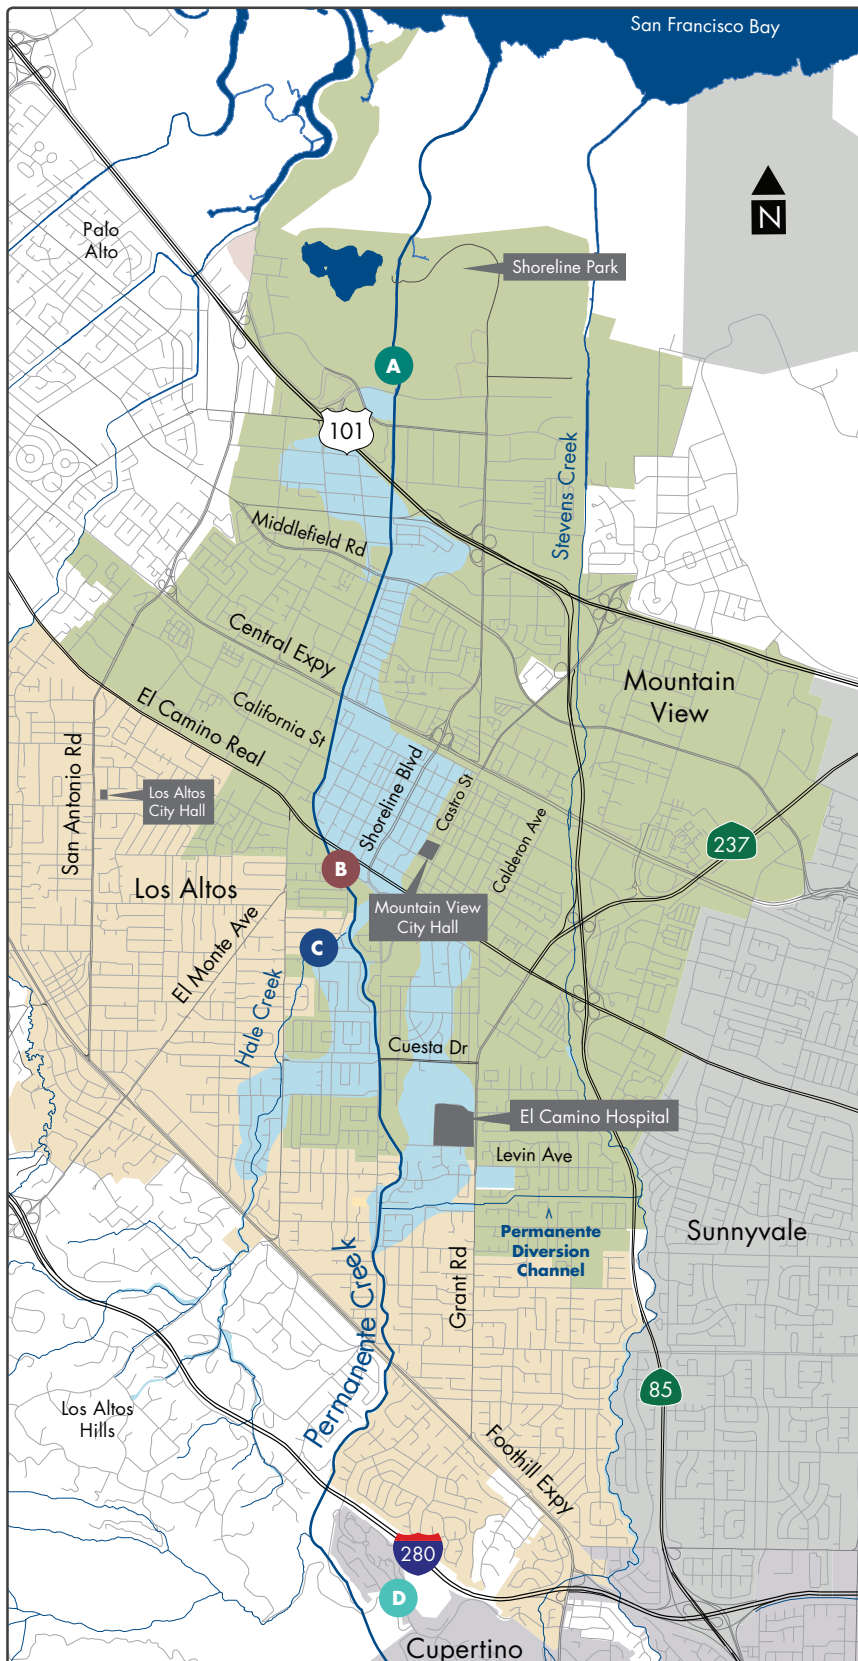 San Francisco Bay
N
Palo
Alto
Shoreline Park
A
101
Stevens Creek
Middlefield Rd
Central Expy
Mountain
View
California St
El Camino Real
San Antonio Rd
Shoreline Blvd
Castro St
Los Altos
City Hall
Calderon Ave
237
B
Los Altos
Mountain View
City Hall
El Monte Ave
C
Hale Creek
Cuesta Dr
El Camino Hospital
Levin Ave
^
Permanente
Diversion
Channel
Sunnyvale
Permanente Creek
Grant Rd
85
Los Altos
Hills
Foothill Expy
280
D
Cupertino